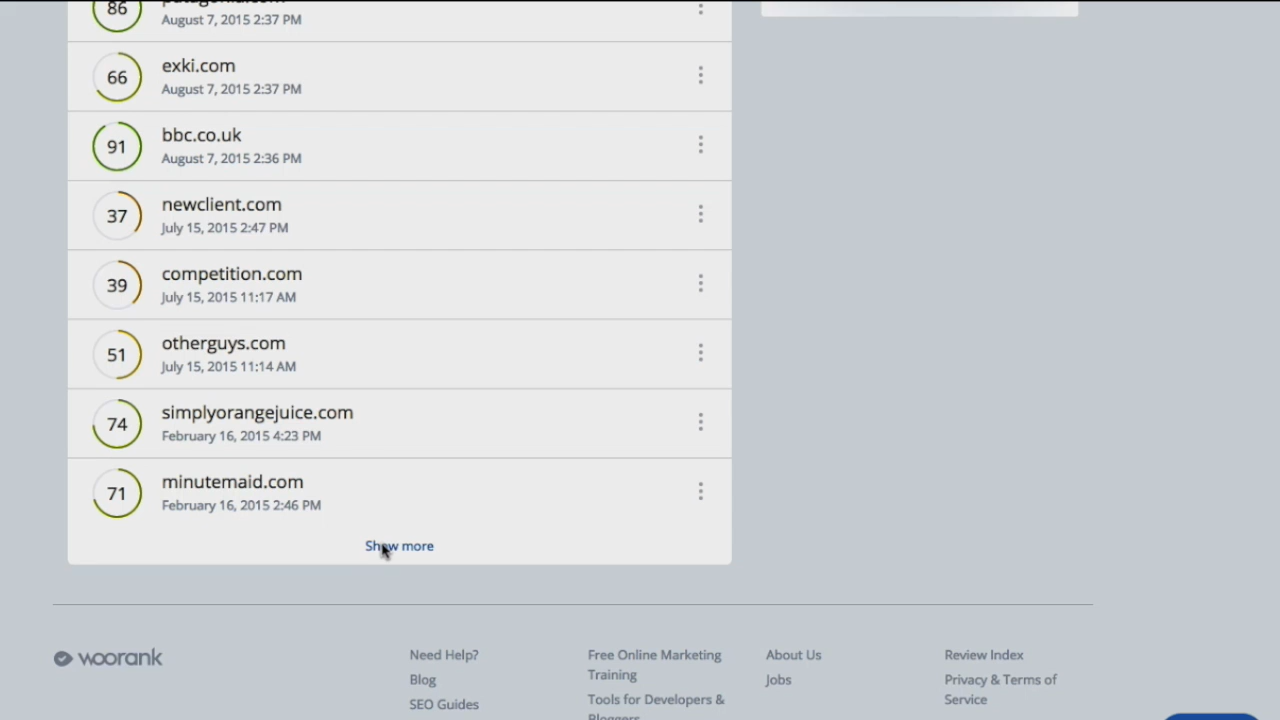 86
August 7, 2015 2:37 PM
66
exki.com
August 7, 2015 2:37 PM
91
bbc.co.uk
August 7, 2015 2:36 PM
37
newclient.com
July 15, 2015 2:47 PM
39
competition.com
July 15, 2015 11:17 AM
51
otherguys.com
July 15, 2015 11:14 AM
74
simplyorangejuice.com
February 16, 2015 4:23 PM
71
minutemaid.com
February 16, 2015 2:46 PM
Show more
woorank
Need Help?
Blog
SEO Guides
Free Online Marketing
Training
Tools for Developers &
Bloggers
About Us
Jobs
Review Index
Privacy & Terms of
Service